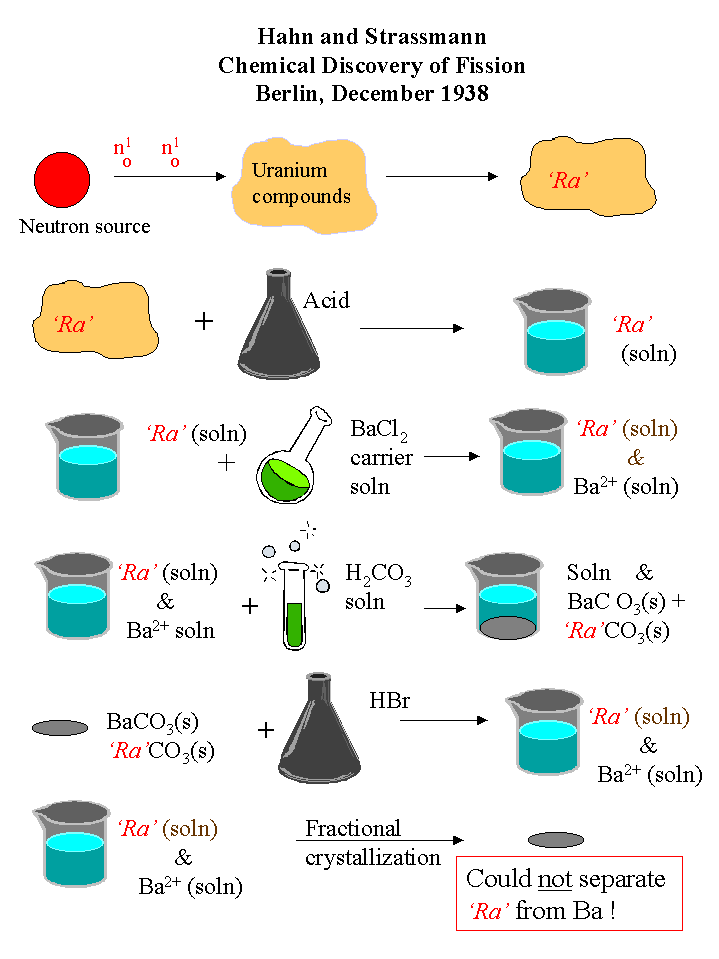 Hahn and Strassmann
Chemical Discovery of Fission
Berlin, December 1938
n¹₀ n¹₀
Uranium
compounds
‘Ra’
Neutron source
‘Ra’
+
Acid
‘Ra’
(soln)
‘Ra’ (soln)
+
BaCl₂
carrier
soln
‘Ra’ (soln)
&
Ba²⁺ (soln)
‘Ra’ (soln)
&
Ba²⁺ soln
+
H₂CO₃
soln
Soln &
BaC O₃(s) +
‘Ra’CO₃(s)
BaCO₃(s)
‘Ra’CO₃(s)
+
HBr
‘Ra’ (soln)
&
Ba²⁺ (soln)
‘Ra’ (soln)
&
Ba²⁺ (soln)
Fractional
crystallization
Could not separate
‘Ra’ from Ba !